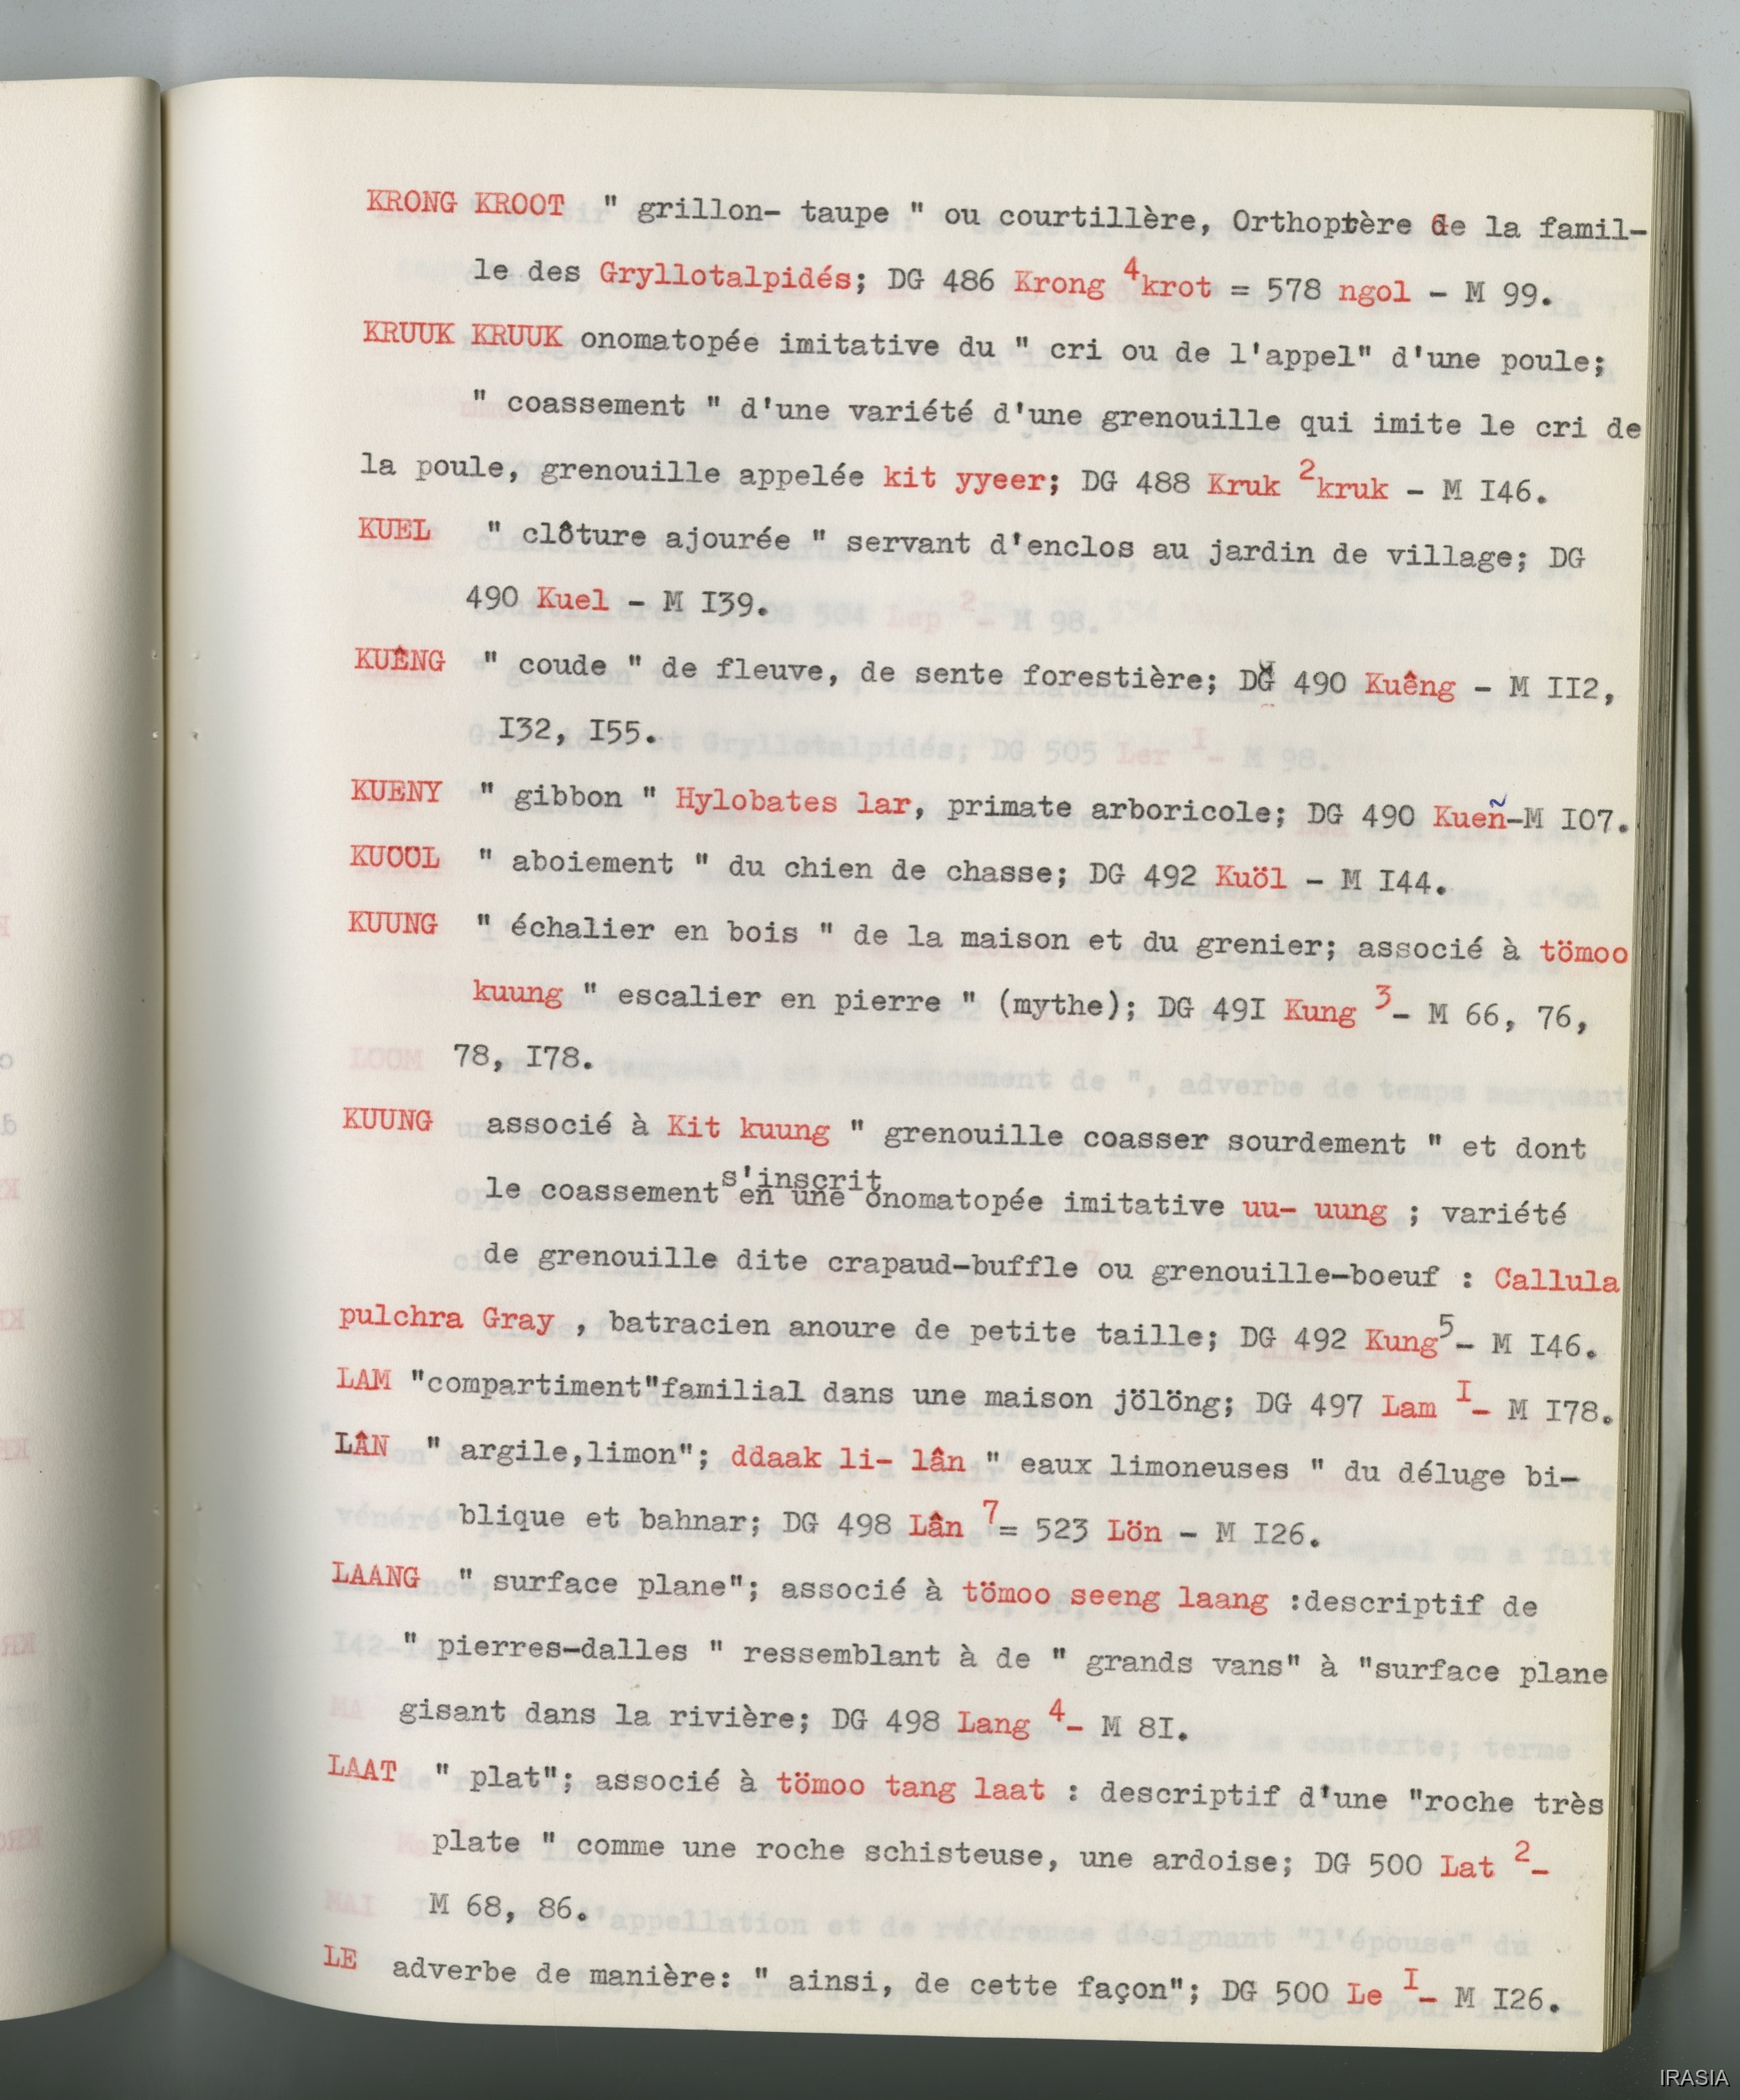 KRONG KROOT " grillon- taupe " ou courtillère, Orthoptère de la famil-
le des Gryllotalpidés; DG 486 Krong 4krot = 578 ngol - M 99.
KRUUK KRUUK onomatopée imitative du " cri ou de l'appel" d'une poule;
" coassement " d'une variété d'une grenouille qui imite le cri de
la poule, grenouille appelée kit yyeer; DG 488 Kruk 2kruk - M I46.
KUEL " clôture ajourée " servant d'enclos au jardin de village; DG
490 Kuel - M I39.
KUÊNG " coude " de fleuve, de sente forestière; DG 490 Kuêng - M II2,
I32, I55.
KUENY " gibbon " Hylobates lar, primate arboricole; DG 490 Kueñ-M I07.
KUÖÖL " aboiement " du chien de chasse; DG 492 Kuöl - M I44.
KUUNG " échalier en bois " de la maison et du grenier; associé à tömoo
kuung " escalier en pierre " (mythe); DG 49I Kung 3- M 66, 76,
78, I78.
KUUNG associé à Kit kuung " grenouille coasser sourdement " et dont
le coassement s'inscrit en une onomatopée imitative uu- uung ; variété
de grenouille dite crapaud-buffle ou grenouille-boeuf : Callula
pulchra Gray , batracien anoure de petite taille; DG 492 Kung5- M I46.
LAM "compartiment"familial dans une maison jölöng; DG 497 Lam I- M I78.
LÂN " argile,limon"; ddaak li- lân " eaux limoneuses " du déluge bi-
blique et bahnar; DG 498 Lân 7= 523 Lön - M I26.
LAANG " surface plane"; associé à tömoo seeng laang :descriptif de
" pierres-dalles " ressemblant à de " grands vans" à "surface plane
gisant dans la rivière; DG 498 Lang 4- M 8I.
LAAT " plat"; associé à tömoo tang laat : descriptif d'une "roche très
plate " comme une roche schisteuse, une ardoise; DG 500 Lat 2-
M 68, 86.
LE adverbe de manière: " ainsi, de cette façon"; DG 500 Le I- M I26.
IRASIA